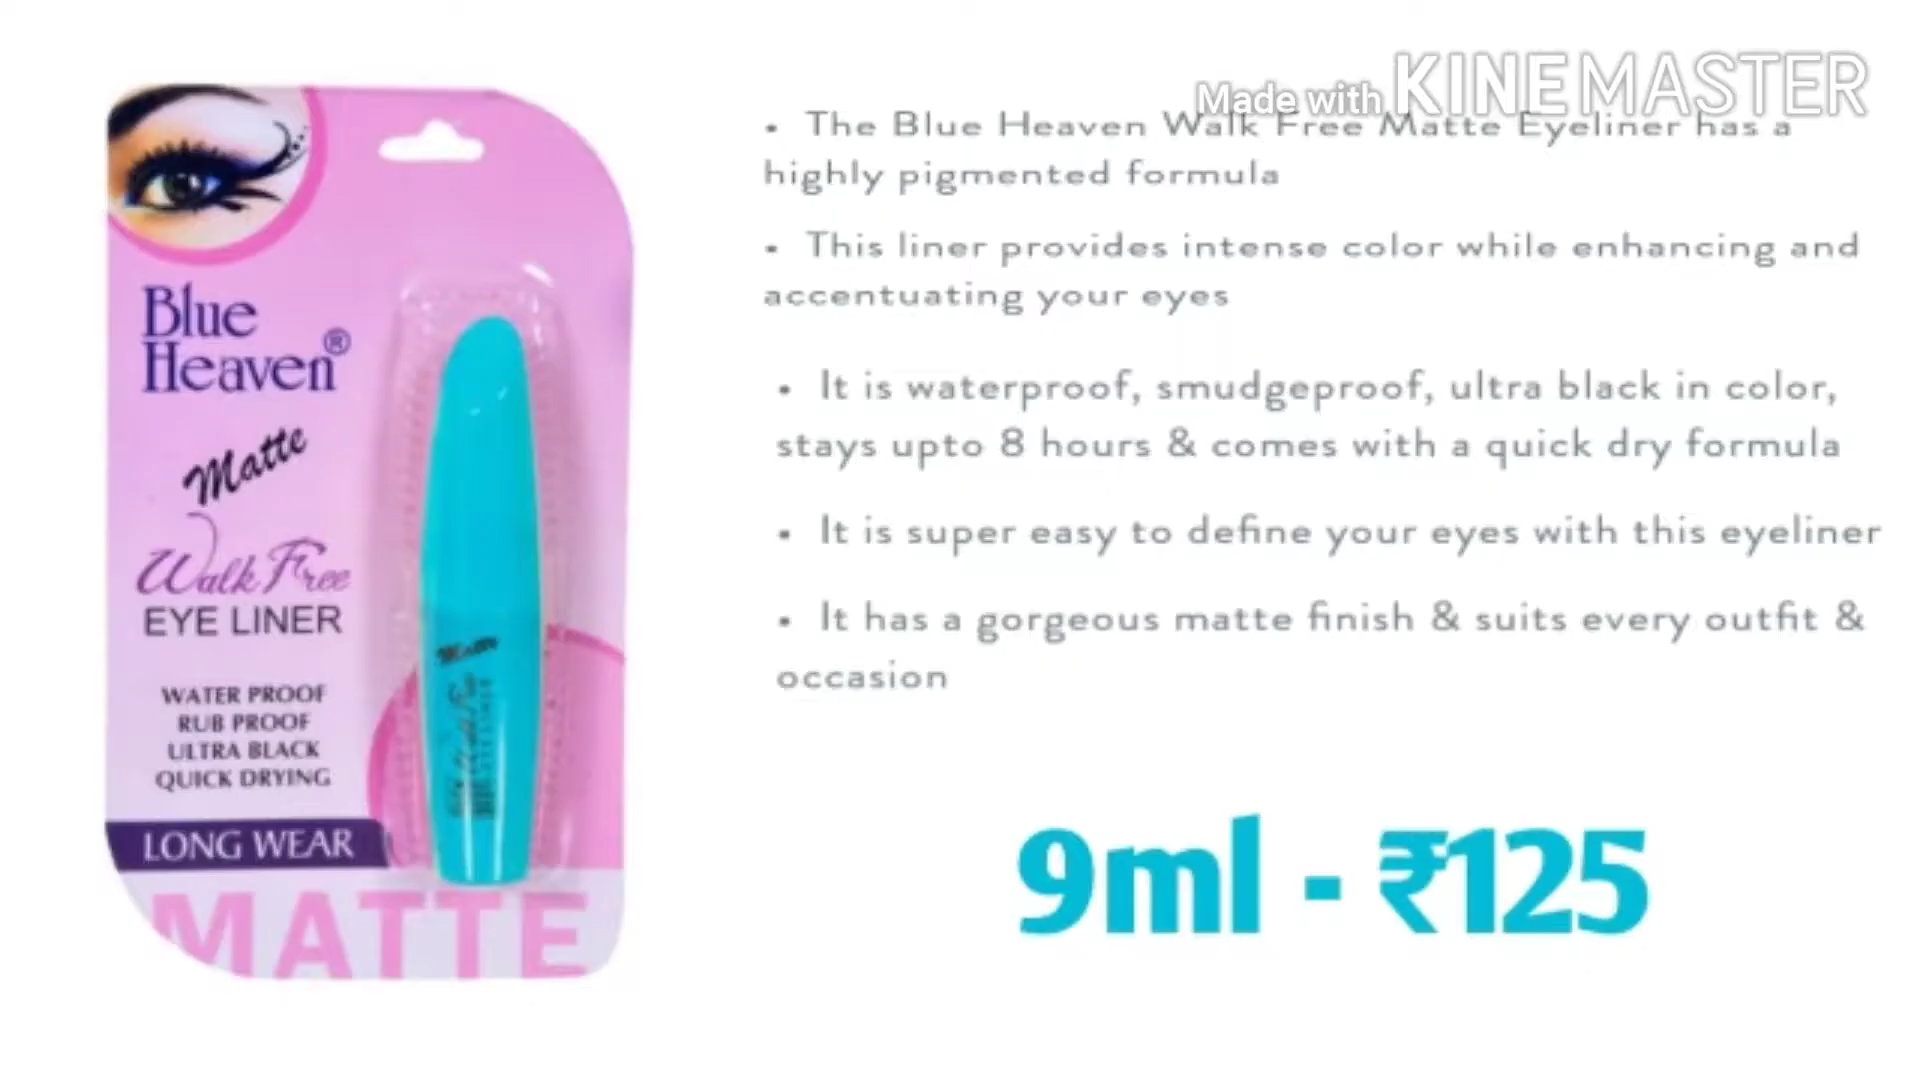 Made with KINEMASTER
• The Blue Heaven Walk Free Matte Eyeliner has a
highly pigmented formula
• This liner provides intense color while enhancing and
accentuating your eyes
• It is waterproof, smudgeproof, ultra black in color,
stays upto 8 hours & comes with a quick dry formula
• It is super easy to define your eyes with this eyeliner
• It has a gorgeous matte finish & suits every outfit &
occasion
9ml - ₹125
Blue
Heaven®
Matte
Walk Free
EYE LINER
WATER PROOF
RUB PROOF
ULTRA BLACK
QUICK DRYING
LONG WEAR
MATTE
Matte
Walk Free
EYELINER